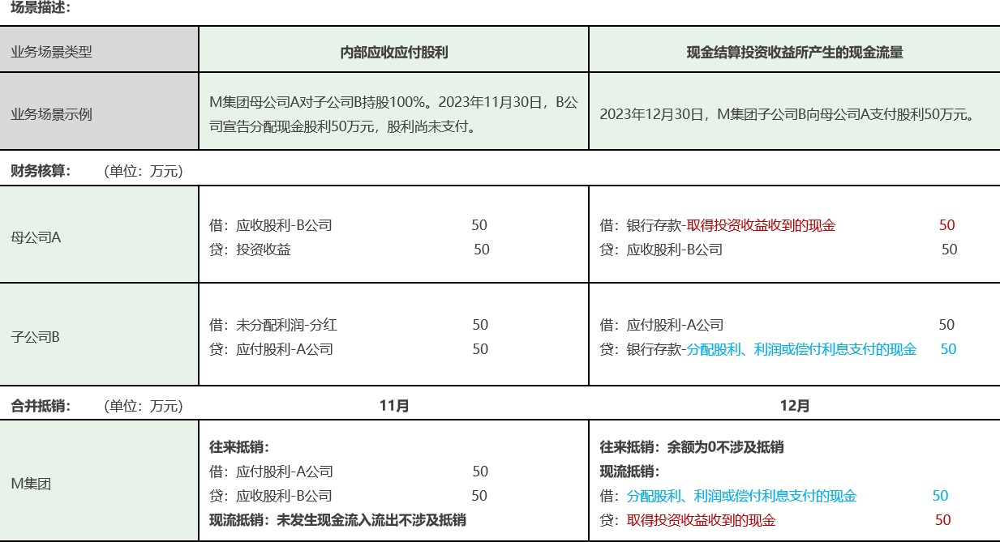 场景描述：
业务场景类型 内部应收应付股利 现金结算投资收益所产生的现金流量
业务场景示例
M集团母公司A对子公司B持股100%。2023年11月30日，B公
司宣告分配现金股利50万元，股利尚未支付。
2023年12月30日，M集团子公司B向母公司A支付股利50万元。
财务核算： （单位：万元）
母公司A
借：应收股利-B公司 50
贷：投资收益 50
借：银行存款-取得投资收益收到的现金 50
贷：应收股利-B公司 50
子公司B
借：未分配利润-分红 50
贷：应付股利-A公司 50
借：应付股利-A公司 50
贷：银行存款-分配股利、利润或偿付利息支付的现金 50
合并抵销： （单位：万元） 11月 12月
M集团
往来抵销：
借：应付股利-A公司 50
贷：应收股利-B公司 50
现流抵销：未发生现金流入流出不涉及抵销
往来抵销：余额为0不涉及抵销
现流抵销：
借：分配股利、利润或偿付利息支付的现金 50
贷：取得投资收益收到的现金 50